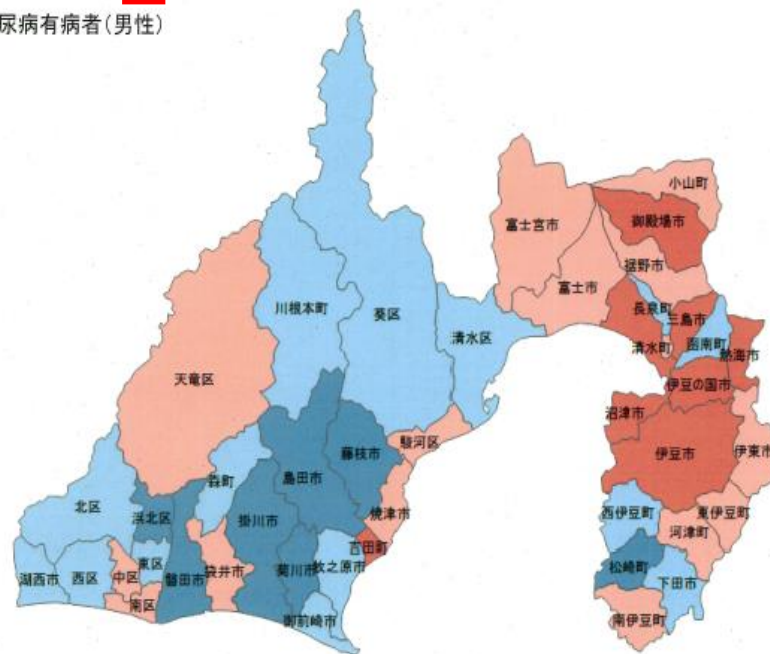 尿病有病者(男性)
小山町
御殿場市
富士宮市
裾野市
富士市
長泉町
三島市
川根本町
葵区
清水区
清水町
函南町
熱海市
伊豆の国市
天竜区
沼津市
伊豆市
伊東市
駿河区
藤枝市
島田市
森町
掛川市
北区
浜北区
焼津市
西伊豆町
東伊豆町
河津町
吉田町
湖西市
西区
中区
東区
磐田市
袋井市
菊川市
牧之原市
松崎町
下田市
南区
御前崎市
南伊豆町